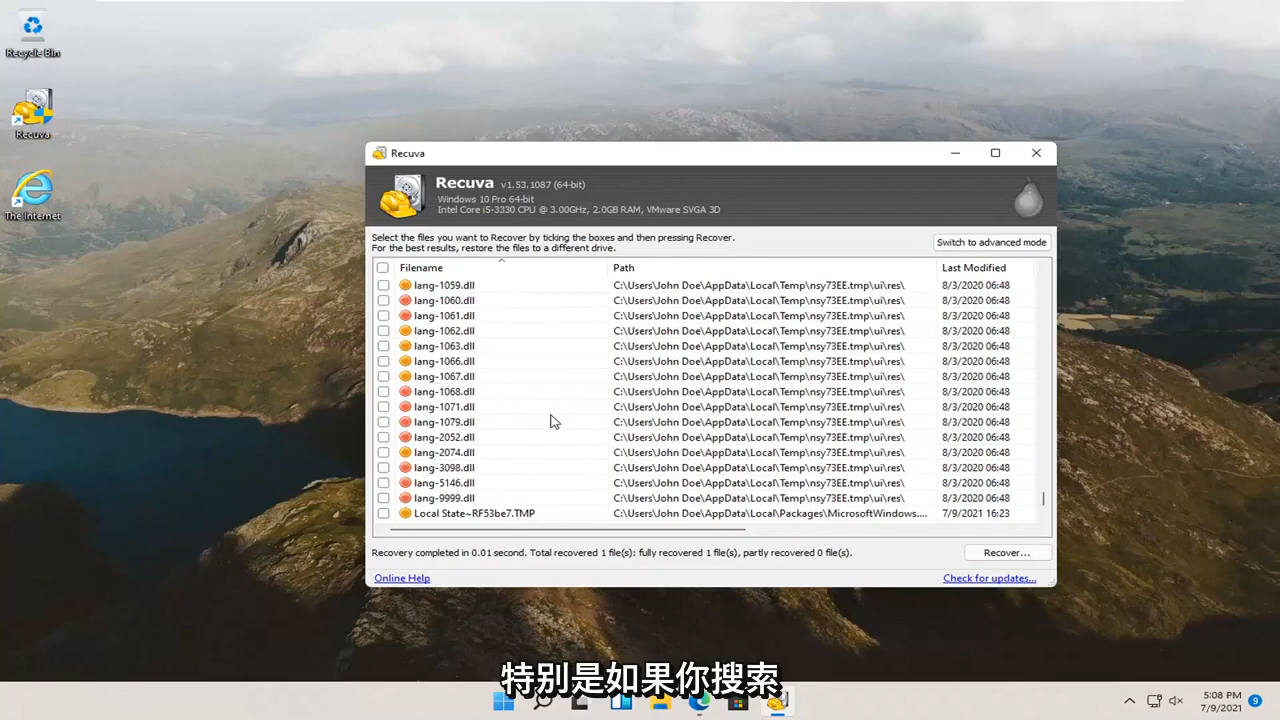 Recycle Bin
Recuva
The Internet
Recuva
Recuva v1.53.1087 (64-bit)
Windows 10 Pro 64-bit
Intel Core i5-3330 CPU @ 3.00GHz, 2.0GB RAM, VMware SVGA 3D
Select the files you want to Recover by ticking the boxes and then pressing Recover.
For the best results, restore the files to a different drive.
Switch to advanced mode
Filename Path Last Modified
lang-1059.dll C:\Users\John Doe\AppData\Local\Temp\nsy73EE.tmp\ui\res\ 8/3/2020 06:48
lang-1060.dll C:\Users\John Doe\AppData\Local\Temp\nsy73EE.tmp\ui\res\ 8/3/2020 06:48
lang-1061.dll C:\Users\John Doe\AppData\Local\Temp\nsy73EE.tmp\ui\res\ 8/3/2020 06:48
lang-1062.dll C:\Users\John Doe\AppData\Local\Temp\nsy73EE.tmp\ui\res\ 8/3/2020 06:48
lang-1063.dll C:\Users\John Doe\AppData\Local\Temp\nsy73EE.tmp\ui\res\ 8/3/2020 06:48
lang-1066.dll C:\Users\John Doe\AppData\Local\Temp\nsy73EE.tmp\ui\res\ 8/3/2020 06:48
lang-1067.dll C:\Users\John Doe\AppData\Local\Temp\nsy73EE.tmp\ui\res\ 8/3/2020 06:48
lang-1068.dll C:\Users\John Doe\AppData\Local\Temp\nsy73EE.tmp\ui\res\ 8/3/2020 06:48
lang-1071.dll C:\Users\John Doe\AppData\Local\Temp\nsy73EE.tmp\ui\res\ 8/3/2020 06:48
lang-1079.dll C:\Users\John Doe\AppData\Local\Temp\nsy73EE.tmp\ui\res\ 8/3/2020 06:48
lang-2052.dll C:\Users\John Doe\AppData\Local\Temp\nsy73EE.tmp\ui\res\ 8/3/2020 06:48
lang-2074.dll C:\Users\John Doe\AppData\Local\Temp\nsy73EE.tmp\ui\res\ 8/3/2020 06:48
lang-3098.dll C:\Users\John Doe\AppData\Local\Temp\nsy73EE.tmp\ui\res\ 8/3/2020 06:48
lang-5146.dll C:\Users\John Doe\AppData\Local\Temp\nsy73EE.tmp\ui\res\ 8/3/2020 06:48
lang-9999.dll C:\Users\John Doe\AppData\Local\Temp\nsy73EE.tmp\ui\res\ 8/3/2020 06:48
Local State~RF53be7.TMP C:\Users\John Doe\AppData\Local\Packages\MicrosoftWindows.... 7/9/2021 16:23
Recovery completed in 0.01 second. Total recovered 1 file(s): fully recovered 1 file(s), partly recovered 0 file(s).
Recover...
Online Help
Check for updates...
特别是如果你搜索
5:08 PM
7/9/2021
9